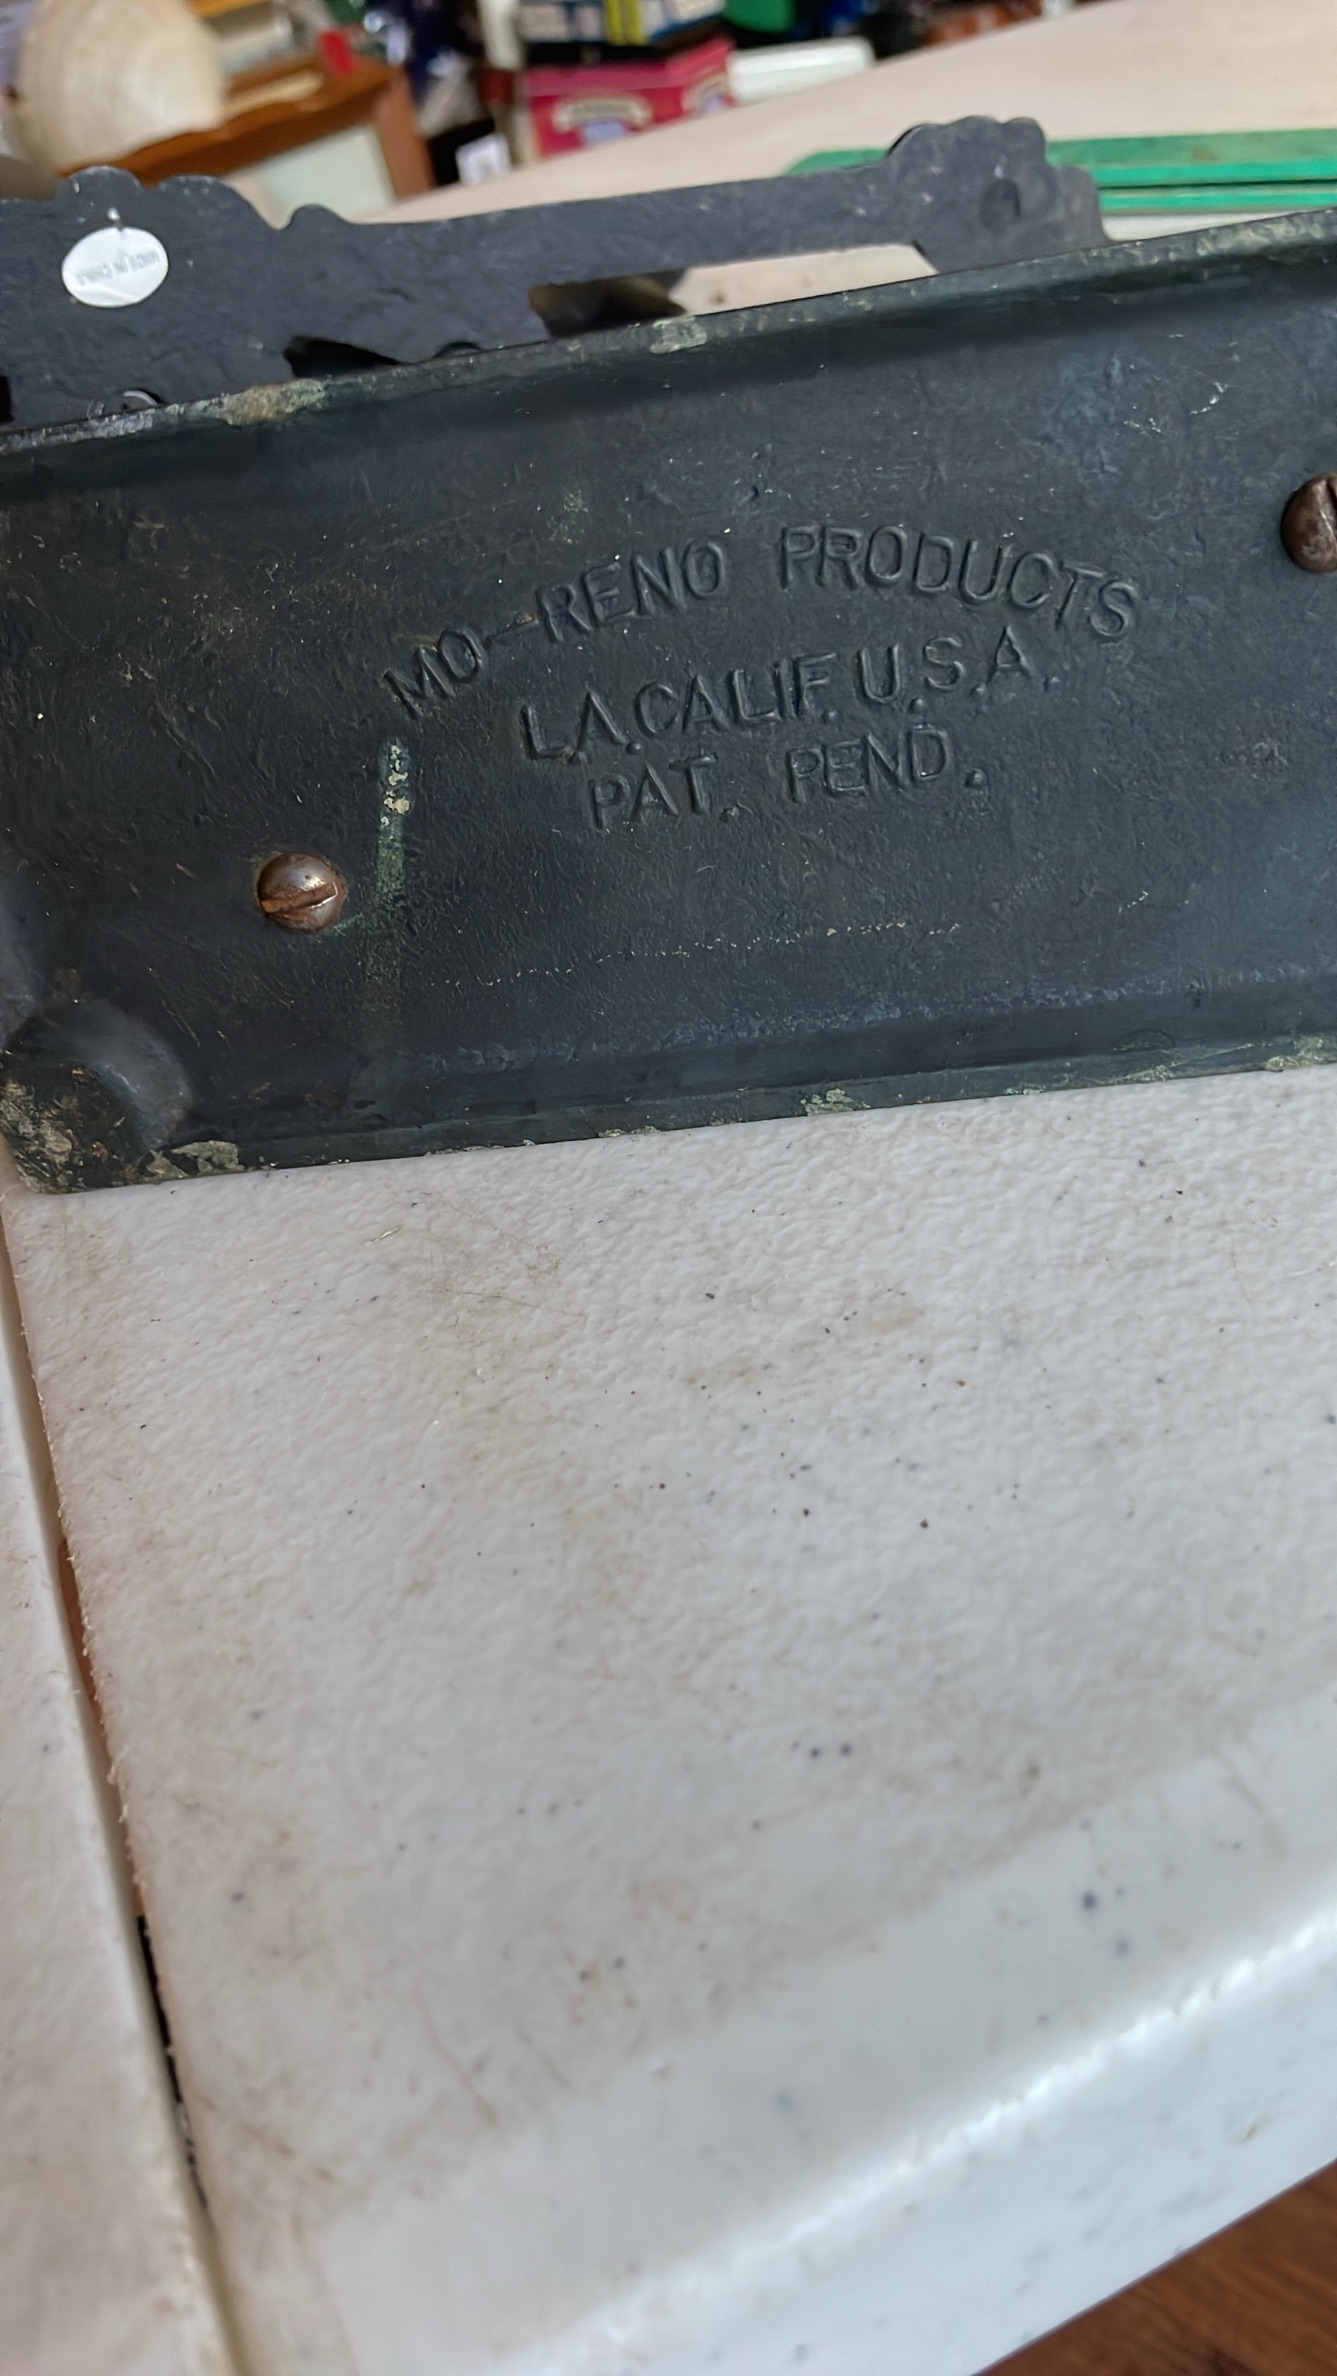 MO-RENO PRODUCTS
L.A. CALIF. U.S.A.
PAT. PEND.